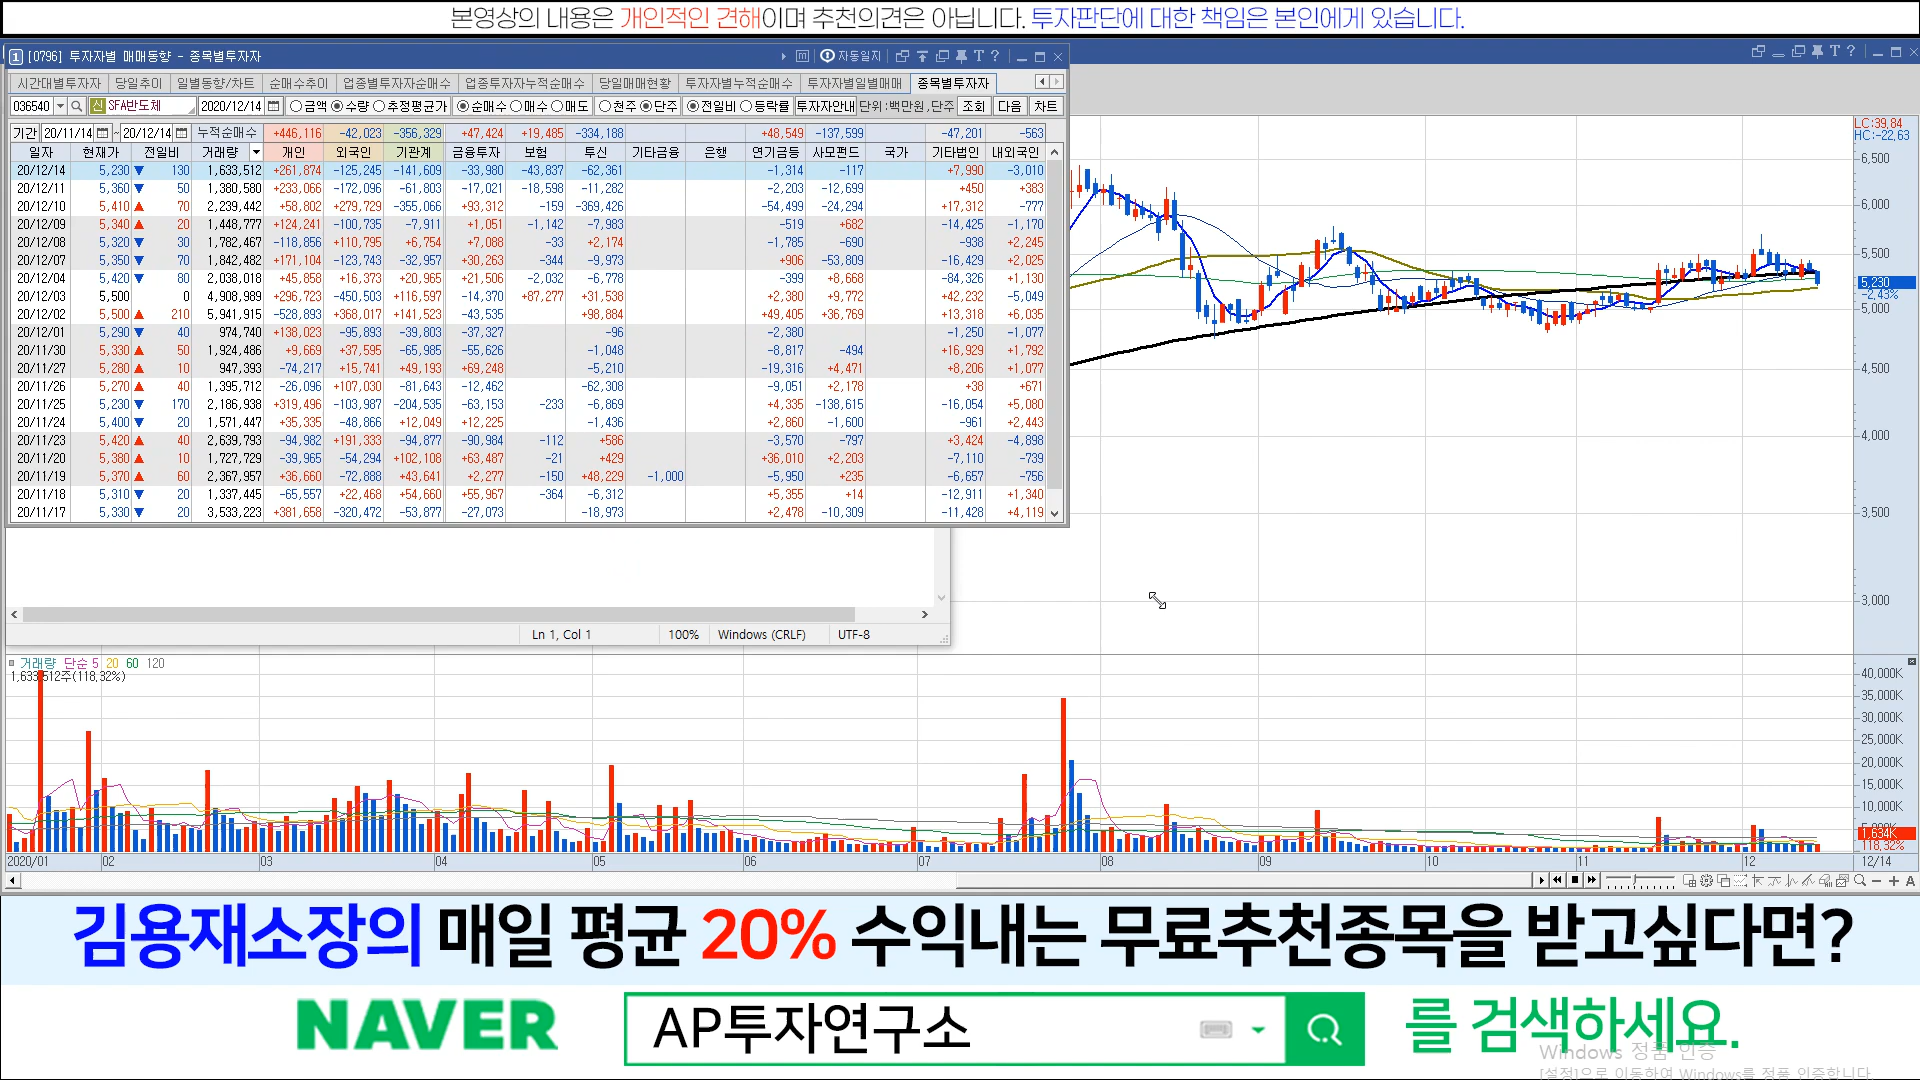 본영상의 내용은 개인적인 견해이며 추천의견은 아닙니다. 투자판단에 대한 책임은 본인에게 있습니다.
1 [0796] 투자자별 매매동향 - 종목별투자자 자동일지
시간대별투자자 당일추이 일별동향/차트 순매수추이 업종별투자자순매수 업종투자자누적순매수 당일매매현황 투자자별누적순매수 투자자별일별매매 종목별투자자
036540 신 SFA반도체 2020/12/14 금액 수량 추정평균가 순매수 매수 매도 천주 단주 전일비 등락률 투자자안내 단위:백만원,단주 조회 다음 차트
기간 20/11/14 ~ 20/12/14 누적순매수 +446,116 -42,023 -356,329 +47,424 +19,485 -334,188 +48,549 -137,599 -47,201 -563
일자 현재가 전일비 거래량 개인 외국인 기관계 금융투자 보험 투신 기타금융 은행 연기금등 사모펀드 국가 기타법인 내외국인
20/12/14 5,230 ▼ 130 1,633,512 +261,874 -125,245 -141,609 -33,980 -43,837 -62,361 -1,314 -117 +7,990 -3,010
20/12/11 5,360 ▼ 50 1,380,580 +233,066 -172,096 -61,803 -17,021 -18,598 -11,282 -2,203 -12,699 +450 +383
20/12/10 5,410 ▲ 70 2,239,442 +58,802 +279,729 -355,066 +93,312 -159 -369,426 -54,499 -24,294 +17,312 -777
20/12/09 5,340 ▲ 20 1,448,777 +124,241 -100,735 -7,911 +1,051 -1,142 -7,983 -519 +682 -14,425 -1,170
20/12/08 5,320 ▼ 30 1,782,467 -118,856 +110,795 +6,754 +7,088 -33 +2,174 -1,785 -690 -938 +2,245
20/12/07 5,350 ▼ 70 1,842,482 +171,104 -123,743 -32,957 +30,263 -344 -9,973 +906 -53,809 -16,429 +2,025
20/12/04 5,420 ▼ 80 2,038,018 +45,858 +16,373 +20,965 +21,506 -2,032 -6,778 -399 +8,668 -84,326 +1,130
20/12/03 5,500 0 4,908,989 +296,723 -450,503 +116,597 -14,370 +87,277 +31,538 +2,380 +9,772 +42,232 -5,049
20/12/02 5,500 ▲ 210 5,941,915 -528,893 +368,017 +141,523 -43,535 +98,884 +49,405 +36,769 +13,318 +6,035
20/12/01 5,290 ▼ 40 974,740 +138,023 -95,893 -39,803 -37,327 -96 -2,380 -1,250 -1,077
20/11/30 5,330 ▲ 50 1,924,486 +9,669 +37,595 -65,985 -55,626 -1,048 -8,817 -494 +16,929 +1,792
20/11/27 5,280 ▲ 10 947,393 -74,217 +15,741 +49,193 +69,248 -5,210 -19,316 +4,471 +8,206 +1,077
20/11/26 5,270 ▲ 40 1,395,712 -26,096 +107,030 -81,643 -12,462 -62,308 -9,051 +2,178 +38 +671
20/11/25 5,230 ▼ 170 2,186,938 +319,496 -103,987 -204,535 -63,153 -233 -6,869 +4,335 -138,615 -16,054 +5,080
20/11/24 5,400 ▼ 20 1,571,447 +35,335 -48,866 +12,049 +12,225 -1,436 +2,860 -1,600 -961 +2,443
20/11/23 5,420 ▲ 40 2,639,793 -94,982 +191,333 -94,877 -90,984 -112 +586 -3,570 -797 +3,424 -4,898
20/11/20 5,380 ▲ 10 1,727,729 -39,965 -54,294 +102,108 +63,487 -21 +429 +36,010 +2,203 -7,110 -739
20/11/19 5,370 ▲ 60 2,367,957 +36,660 -72,888 +43,641 +2,277 -150 +48,229 -1,000 -5,950 +235 -6,657 -756
20/11/18 5,310 ▼ 20 1,337,445 -65,557 +22,468 +54,660 +55,967 -364 -6,312 +5,355 +14 -12,911 +1,340
20/11/17 5,330 ▼ 20 3,533,223 +381,658 -320,472 -53,877 -27,073 -18,973 +2,478 -10,309 -11,428 +4,119
LC:39,84
HC:-22,63
6,500
6,000
5,500
5,230
-2,43%
5,000
4,500
4,000
3,500
3,000
Ln 1, Col 1 100% Windows (CRLF) UTF-8
거래량 단순 5 20 60 120
1,633,512주(118,32%)
40,000K
35,000K
30,000K
25,000K
20,000K
15,000K
10,000K
1,634K
118,32%
2020/01 02 03 04 05 06 07 08 09 10 11 12 12/14
김용재소장의 매일 평균 20% 수익내는 무료추천종목을 받고싶다면?
NAVER AP투자연구소 를 검색하세요.
Windows 정품 인증
[설정]으로 이동하여 Windows를 정품 인증합니다.